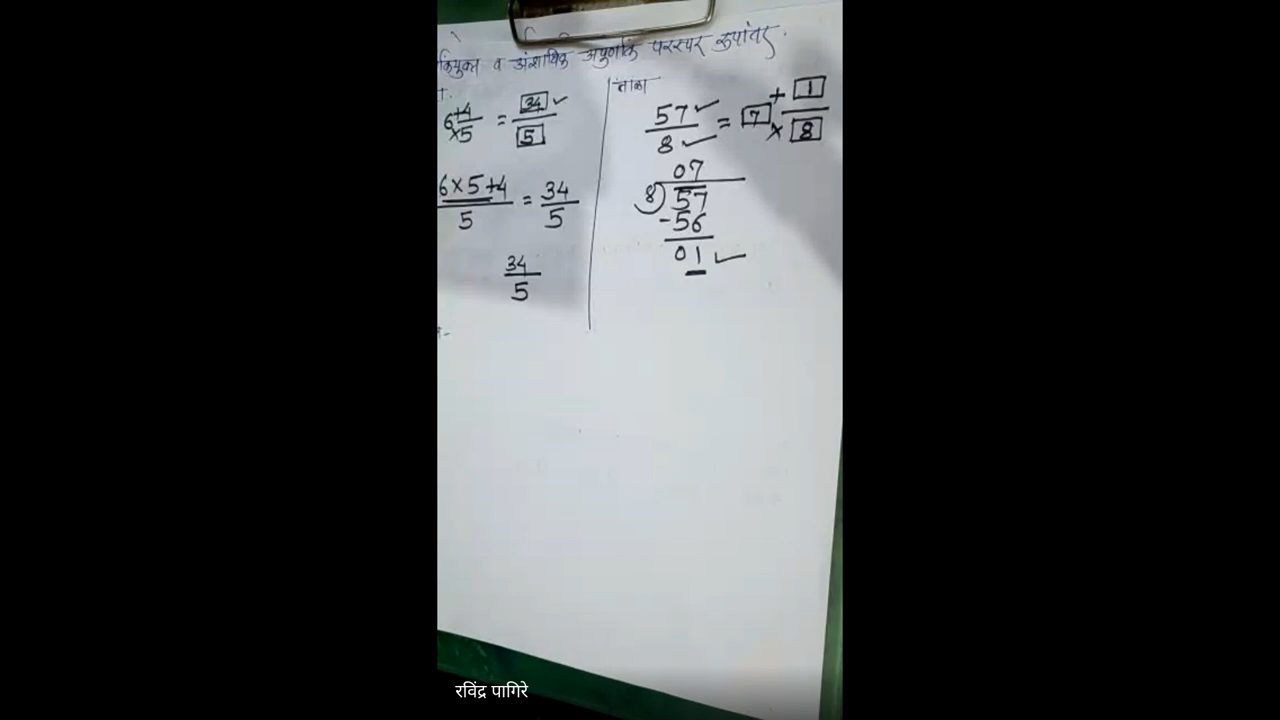 व अंशाधिक अपूर्णांक परस्पर रुपांतर.
6 +4/×5 = 34/5 ✓
6×5+4/5 = 34/5
34/5
ताळा
57/8 ✓ = 7 + 1/× 8
07
8)57
-56
01 ✓
रविंद्र पागिरे